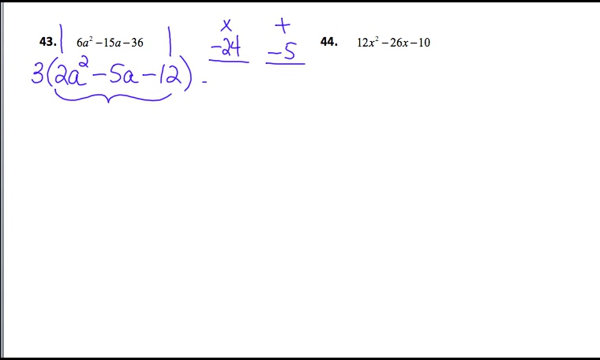 43. 6a² – 15a – 36
x +
-24 -5
3(2a² - 5a - 12)
44. 12x² – 26x – 10